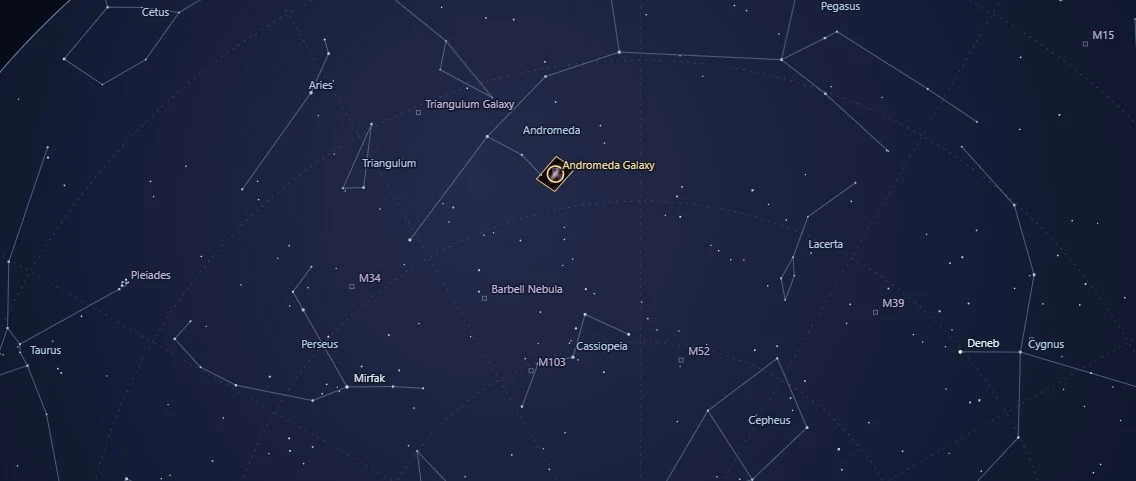 Cetus
Pegasus
M15
Aries
Triangulum Galaxy
Andromeda
Triangulum
Andromeda Galaxy
Lacerta
Pleiades
M34
Barbell Nebula
M39
Perseus
Cassiopeia
Deneb
Cygnus
Taurus
M52
M103
Mirfak
Cepheus